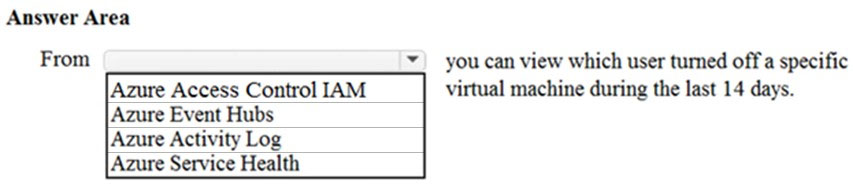 Answer Area
From
you can view which user turned off a specific
virtual machine during the last 14 days.
Azure Access Control IAM
Azure Event Hubs
Azure Activity Log
Azure Service Health